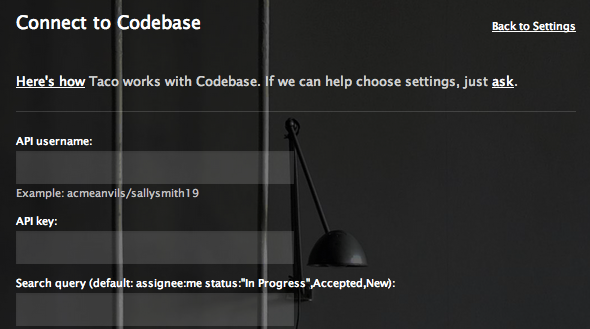 Connect to Codebase
Back to Settings
Here's how Taco works with Codebase. If we can help choose settings, just ask.
API username:
Example: acmeanvils/sallysmith19
API key:
Search query (default: assignee:me status:"In Progress",Accepted,New):